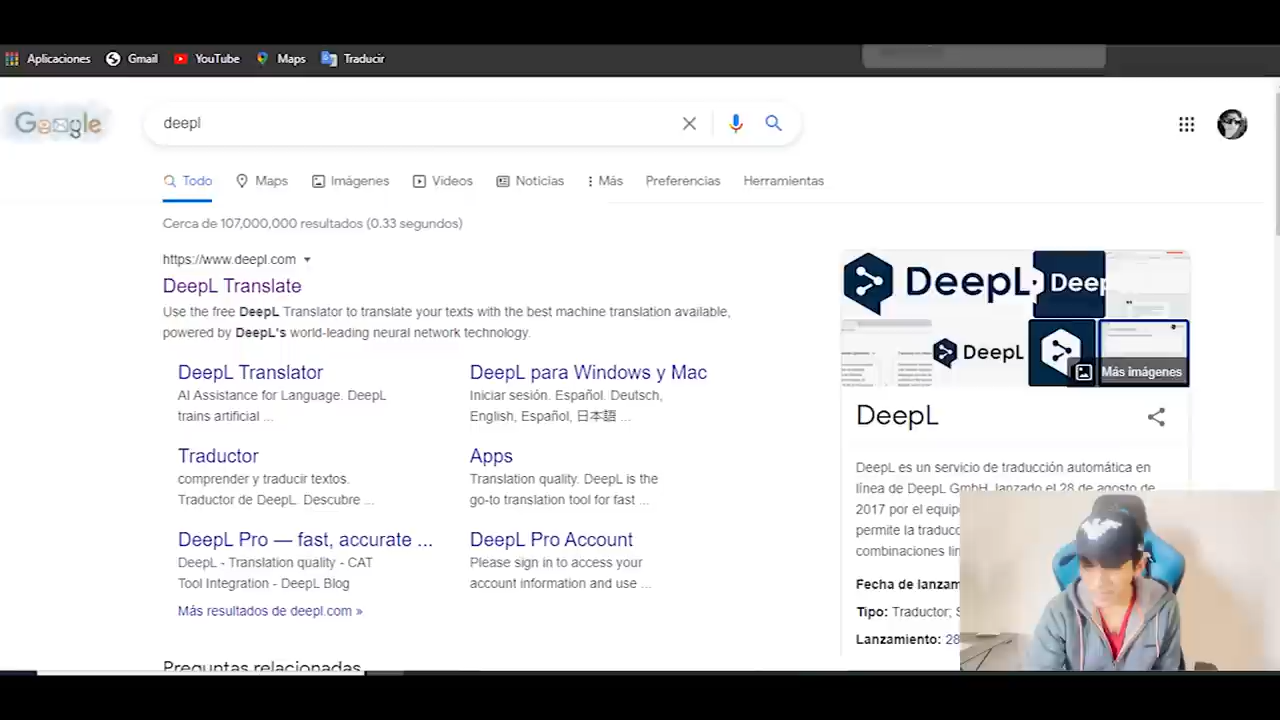 Aplicaciones Gmail YouTube Maps Traducir
Google
deepl
Todo Maps Imágenes Videos Noticias Más Preferencias Herramientas
Cerca de 107,000,000 resultados (0.33 segundos)
https://www.deepl.com
DeepL Translate
Use the free DeepL Translator to translate your texts with the best machine translation available,
powered by DeepL's world-leading neural network technology.
DeepL Translator
AI Assistance for Language. DeepL
trains artificial ...
DeepL para Windows y Mac
Iniciar sesión. Español. Deutsch,
English, Español, 日本語 ...
Traductor
comprender y traducir textos.
Traductor de DeepL. Descubre ...
Apps
Translation quality. DeepL is the
go-to translation tool for fast ...
DeepL Pro — fast, accurate ...
DeepL - Translation quality - CAT
Tool Integration - DeepL Blog
DeepL Pro Account
Please sign in to access your
account information and use ...
Más resultados de deepl.com »
Preguntas relacionadas
DeepL
DeepL
Más imágenes
DeepL
DeepL es un servicio de traducción automática en
línea de DeepL GmbH, lanzado el 28 de agosto de
2017 por el
permite la
combinaciones
Fecha de
Tipo: Traductor;
Lanzamiento: 28